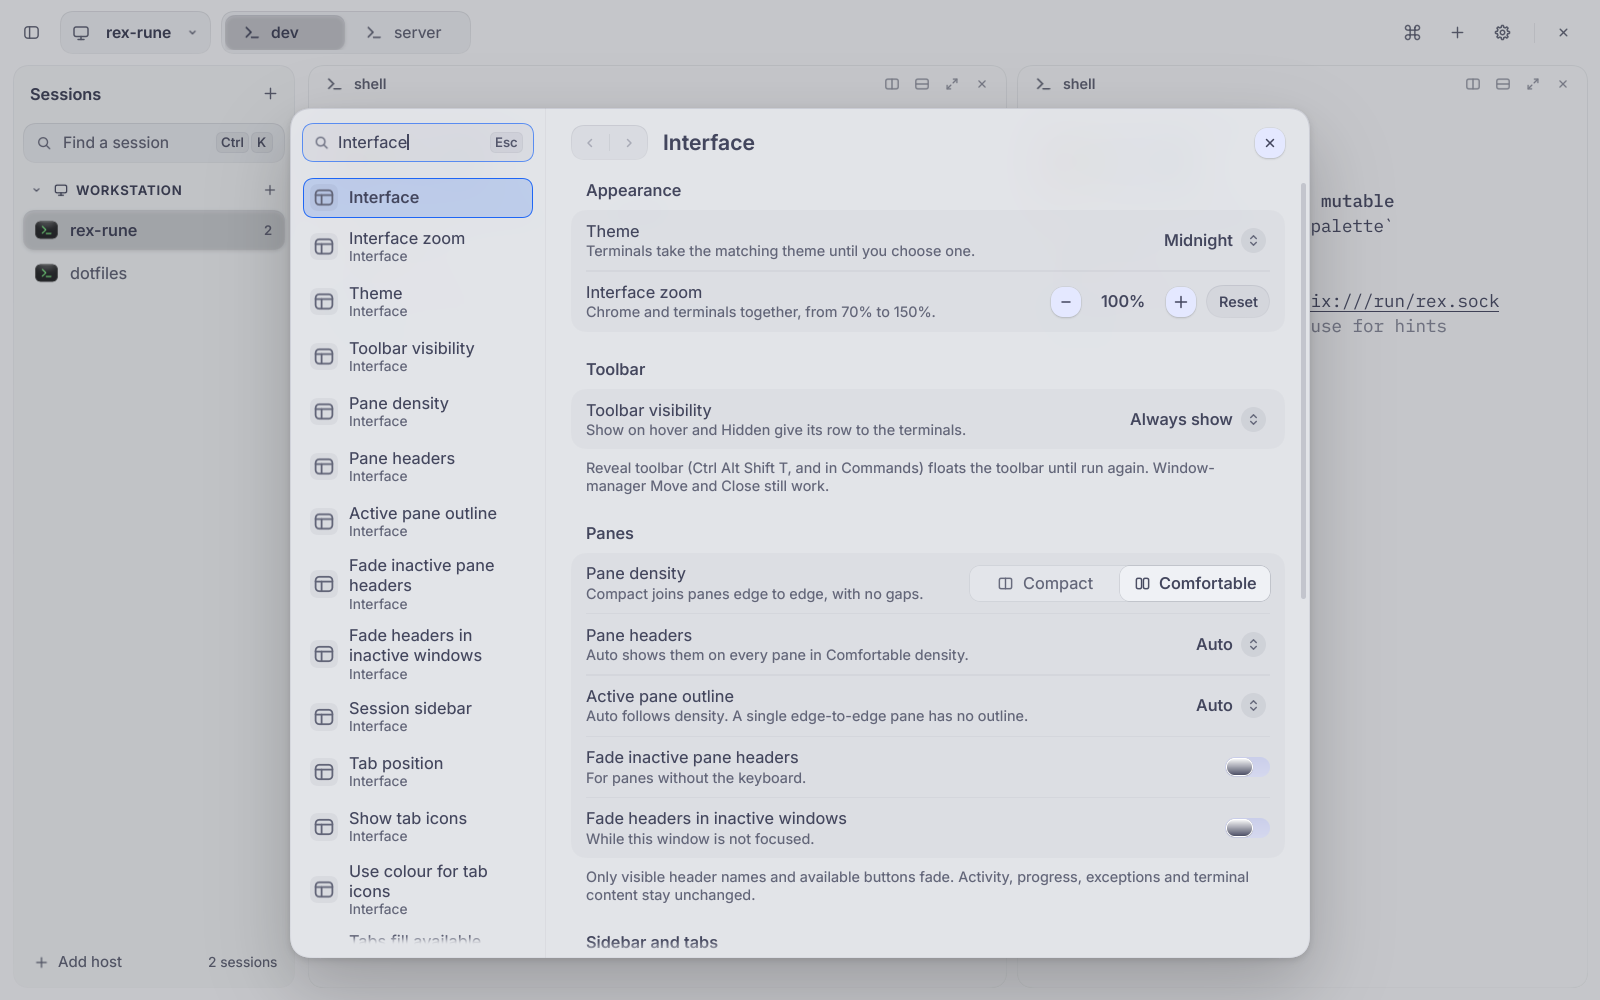 rex-rune
dev
server
Sessions
Find a session
Ctrl K
WORKSTATION
rex-rune 2
dotfiles
Add host
2 sessions
shell
shell
mutable
palette`
ix:///run/rex.sock
use for hints
Interface
Esc
Interface
Interface zoom
Interface
Theme
Interface
Toolbar visibility
Interface
Pane density
Interface
Pane headers
Interface
Active pane outline
Interface
Fade inactive pane
headers
Interface
Fade headers in
inactive windows
Interface
Session sidebar
Interface
Tab position
Interface
Show tab icons
Interface
Use colour for tab
icons
Interface
Tabs fill available
Interface
Appearance
Theme
Terminals take the matching theme until you choose one.
Midnight
Interface zoom
Chrome and terminals together, from 70% to 150%.
100%
Reset
Toolbar
Toolbar visibility
Show on hover and Hidden give its row to the terminals.
Always show
Reveal toolbar (Ctrl Alt Shift T, and in Commands) floats the toolbar until run again. Window-
manager Move and Close still work.
Panes
Pane density
Compact joins panes edge to edge, with no gaps.
Compact
Comfortable
Pane headers
Auto shows them on every pane in Comfortable density.
Auto
Active pane outline
Auto follows density. A single edge-to-edge pane has no outline.
Auto
Fade inactive pane headers
For panes without the keyboard.
Fade headers in inactive windows
While this window is not focused.
Only visible header names and available buttons fade. Activity, progress, exceptions and terminal
content stay unchanged.
Sidebar and tabs